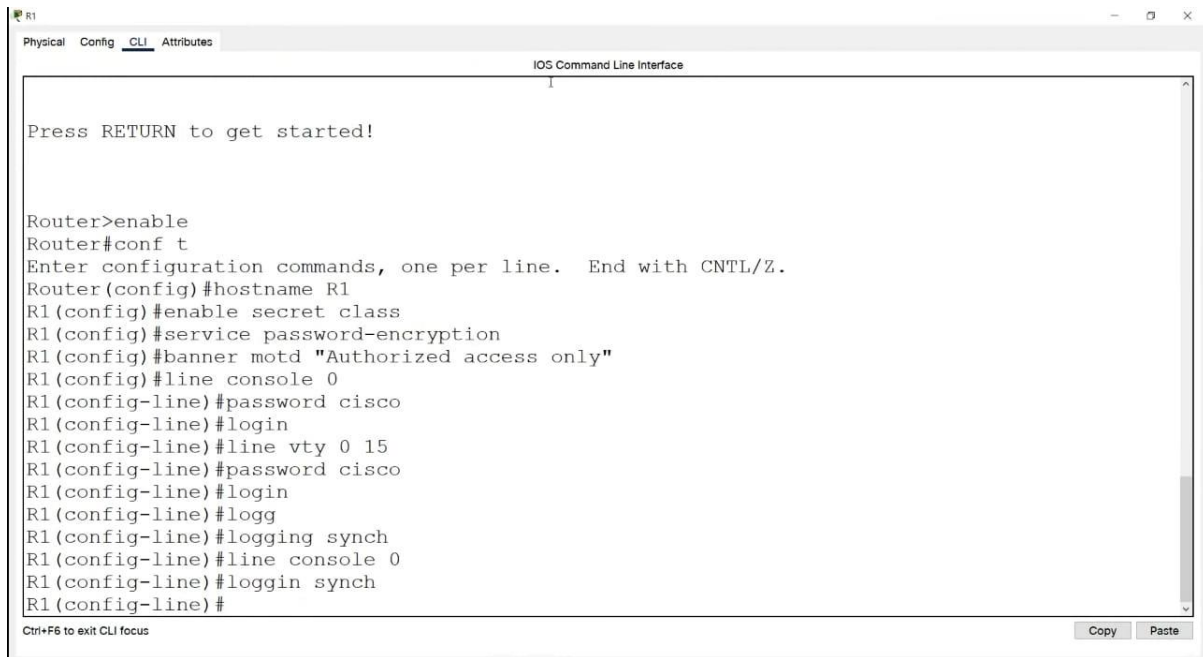 R1
Physical Config CLI Attributes
IOS Command Line Interface
Press RETURN to get started!
Router>enable
Router#conf t
Enter configuration commands, one per line.  End with CNTL/Z.
Router(config)#hostname R1
R1(config)#enable secret class
R1(config)#service password-encryption
R1(config)#banner motd "Authorized access only"
R1(config)#line console 0
R1(config-line)#password cisco
R1(config-line)#login
R1(config-line)#line vty 0 15
R1(config-line)#password cisco
R1(config-line)#login
R1(config-line)#logg
R1(config-line)#logging synch
R1(config-line)#line console 0
R1(config-line)#loggin synch
R1(config-line)#
Ctrl+F6 to exit CLI focus
Copy Paste